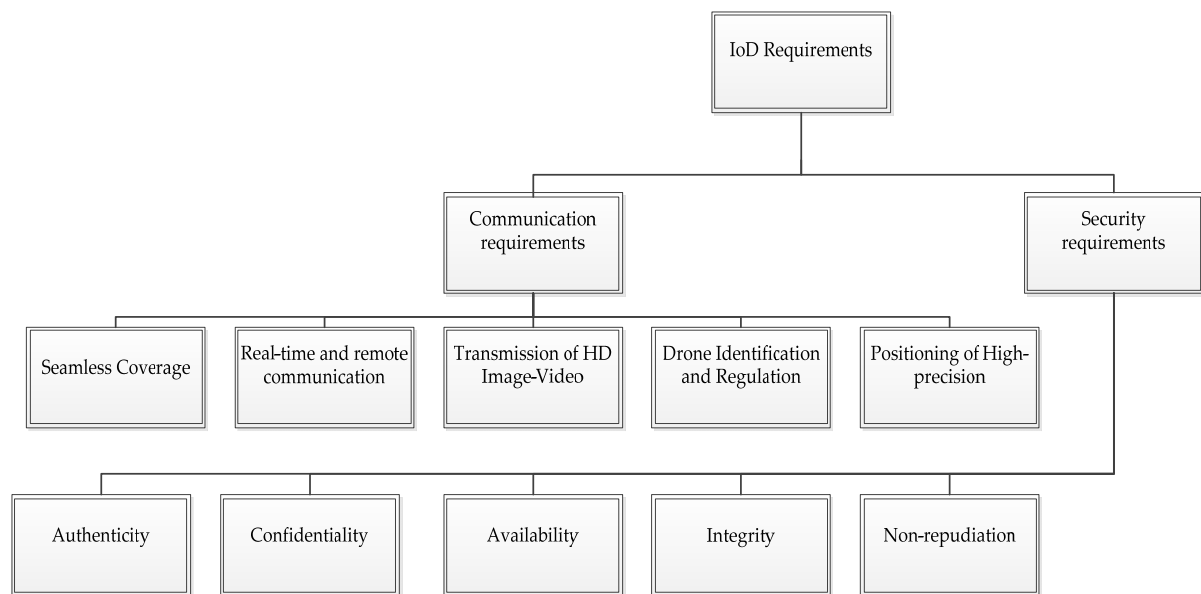 IoD Requirements
Communication
requirements
Security
requirements
Seamless Coverage
Real-time and remote
communication
Transmission of HD
Image-Video
Drone Identification
and Regulation
Positioning of High-
precision
Authenticity
Confidentiality
Availability
Integrity
Non-repudiation